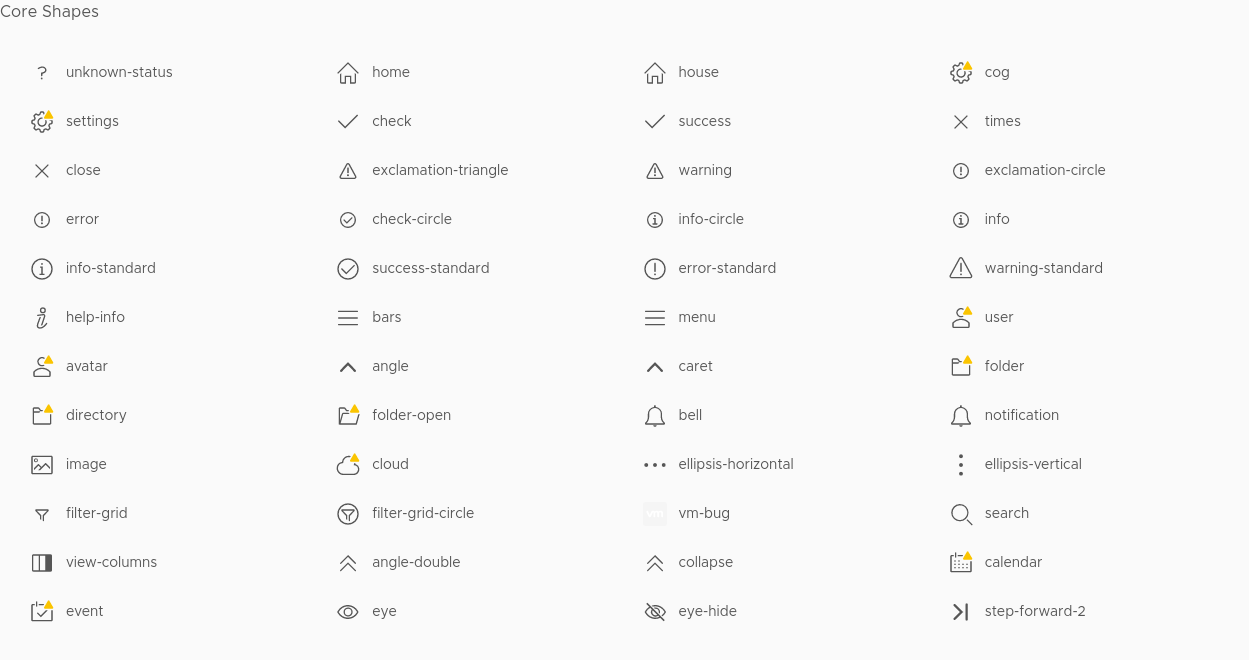 Core Shapes
unknown-status home house cog
settings check success times
close exclamation-triangle warning exclamation-circle
error check-circle info-circle info
info-standard success-standard error-standard warning-standard
help-info bars menu user
avatar angle caret folder
directory folder-open bell notification
image cloud ellipsis-horizontal ellipsis-vertical
filter-grid filter-grid-circle vm vm-bug search
view-columns angle-double collapse calendar
event eye eye-hide step-forward-2